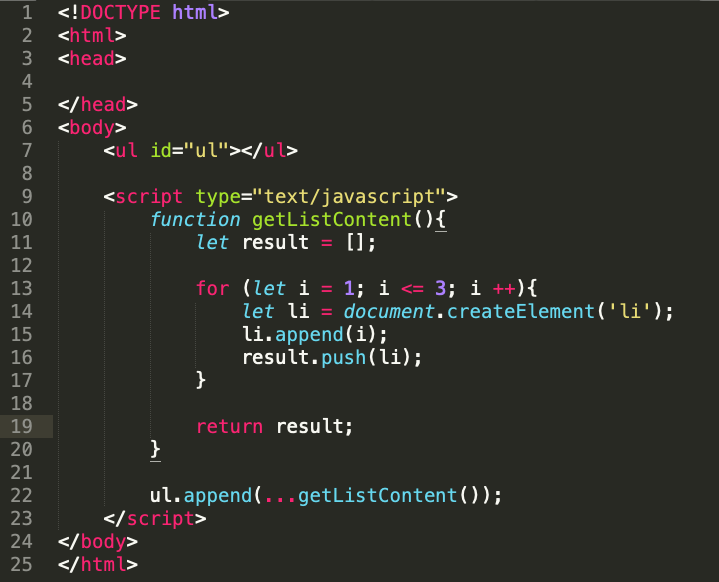 1 <!DOCTYPE html>
2 <html>
3 <head>
4
5 </head>
6 <body>
7     <ul id="ul"></ul>
8
9     <script type="text/javascript">
10         function getListContent(){
11             let result = [];
12
13             for (let i = 1; i <= 3; i ++){
14                 let li = document.createElement('li');
15                 li.append(i);
16                 result.push(li);
17             }
18
19             return result;
20         }
21
22         ul.append(...getListContent());
23     </script>
24 </body>
25 </html>